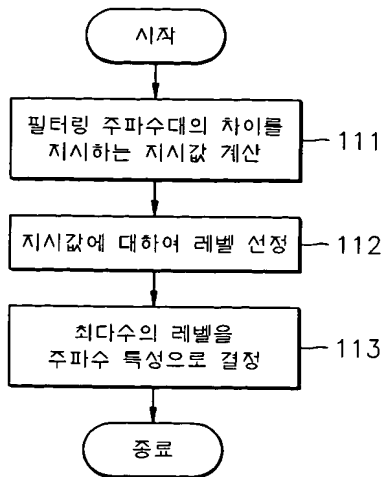 시작
필터링 주파수대의 차이를
지시하는 지시값 계산
111
지시값에 대하여 레벨 선정
112
최다수의 레벨을
주파수 특성으로 결정
113
종료